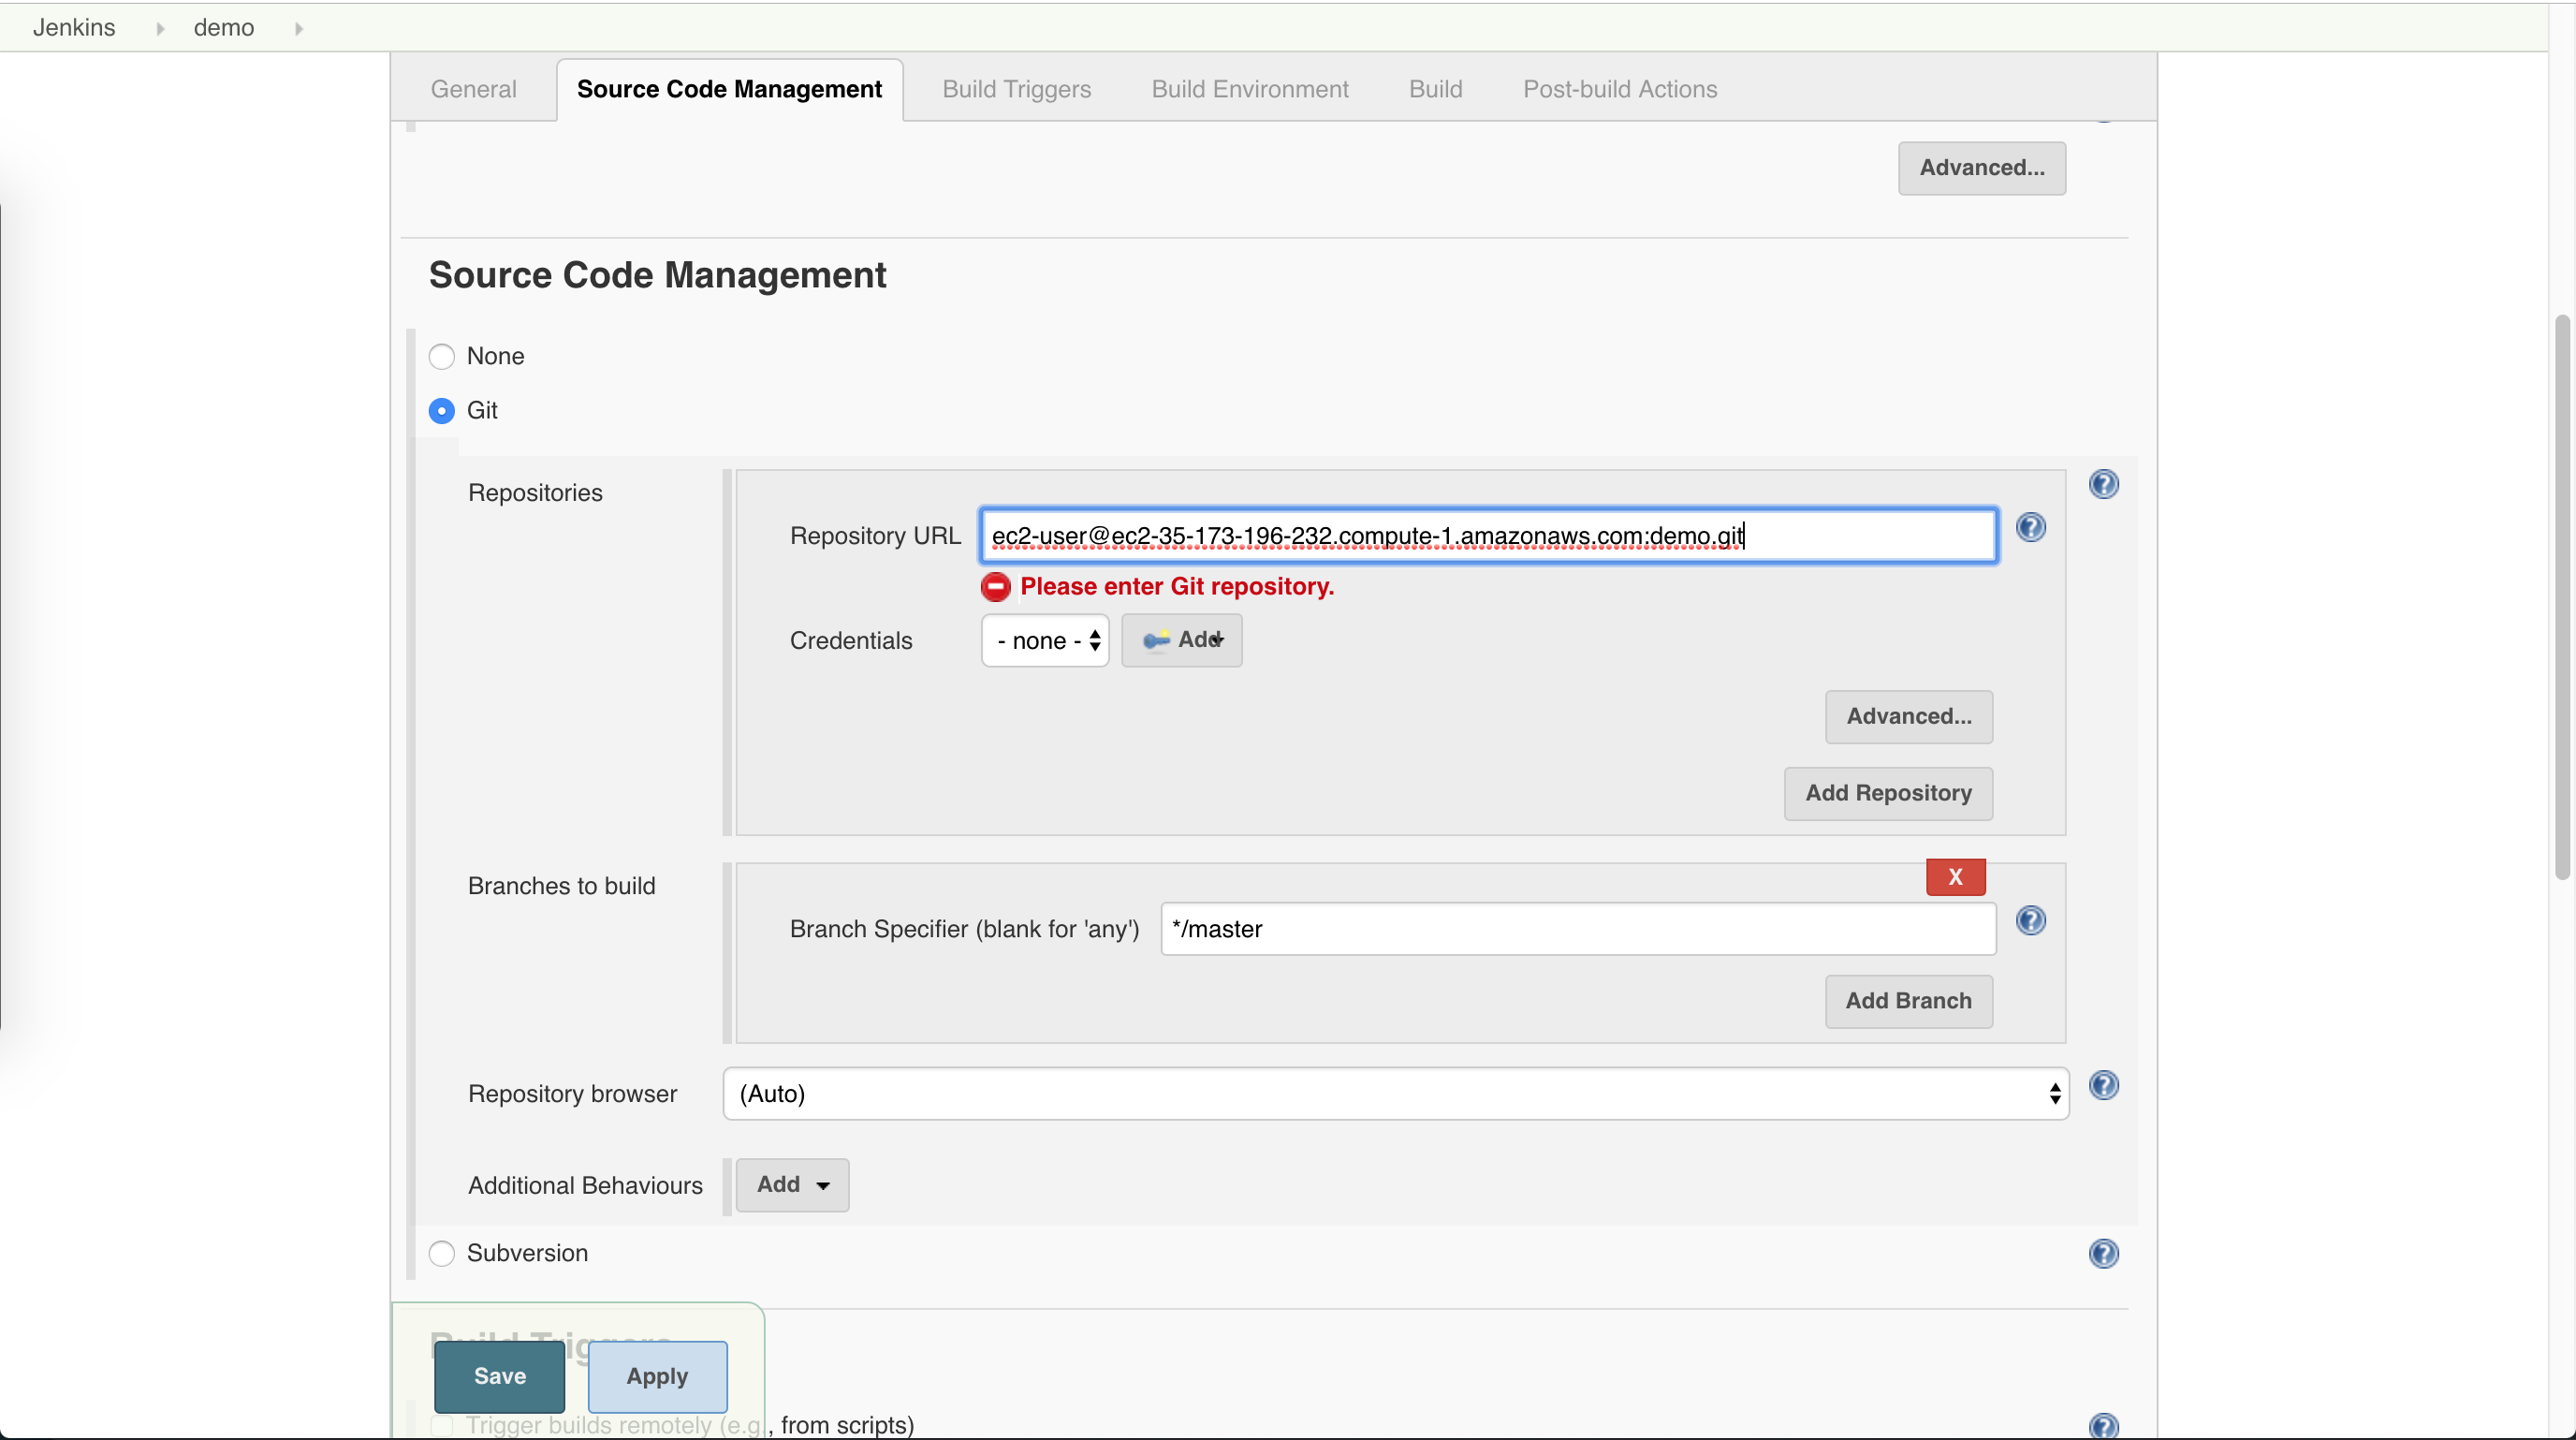 Jenkins demo
General Source Code Management Build Triggers Build Environment Build Post-build Actions
Advanced...
Source Code Management
None
Git
Repositories
Repository URL ec2-user@ec2-35-173-196-232.compute-1.amazonaws.com:demo.git
Please enter Git repository.
Credentials - none - Add
Advanced...
Add Repository
Branches to build
X
Branch Specifier (blank for 'any') */master
Add Branch
Repository browser (Auto)
Additional Behaviours Add
Subversion
Build Triggers
Save Apply
Trigger builds remotely (e.g., from scripts)